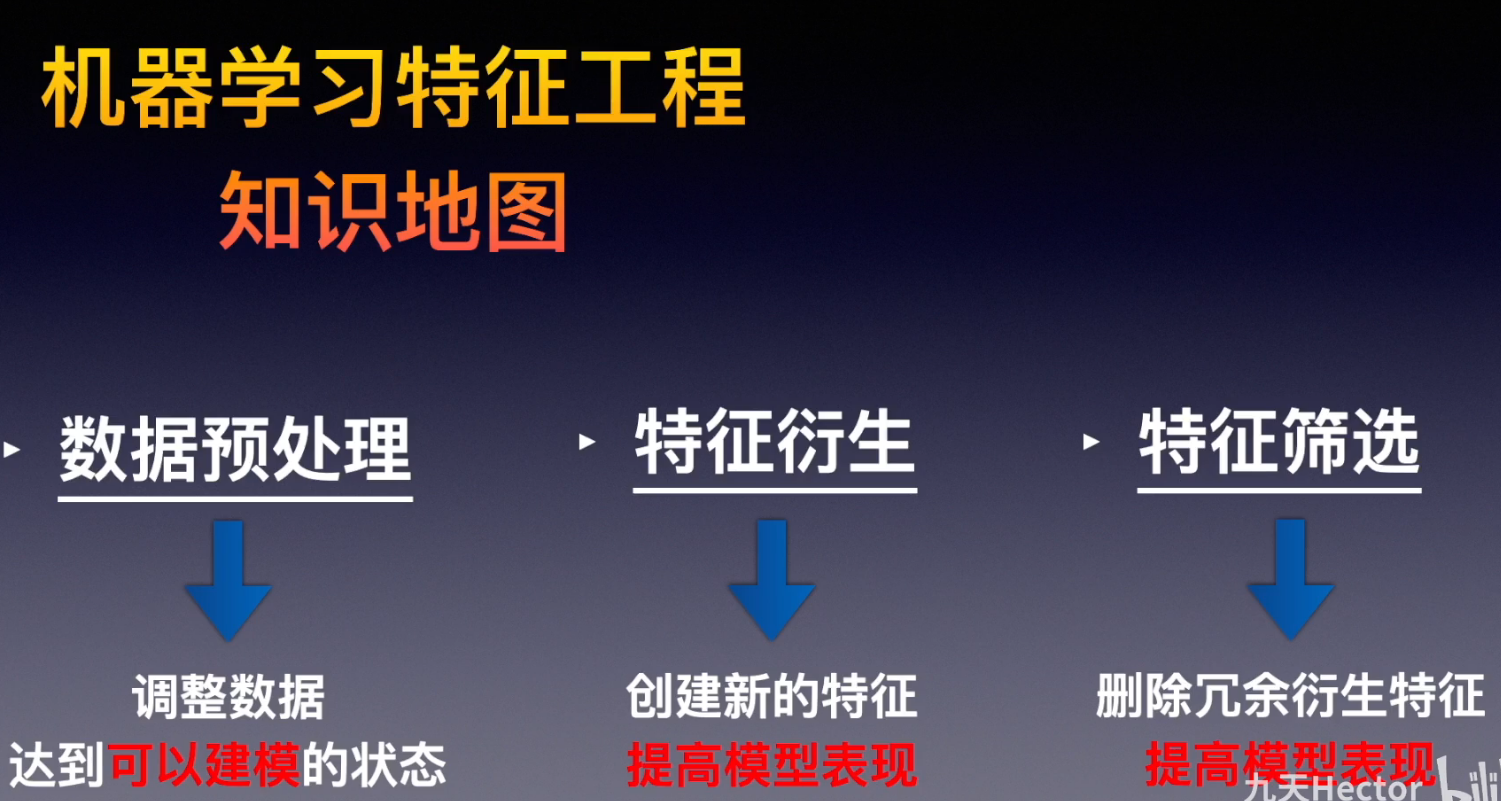 机器学习特征工程
知识地图
数据预处理
特征衍生
特征筛选
调整数据
达到可以建模的状态
创建新的特征
提高模型表现
删除冗余衍生特征
提高模型表现
九天Hector